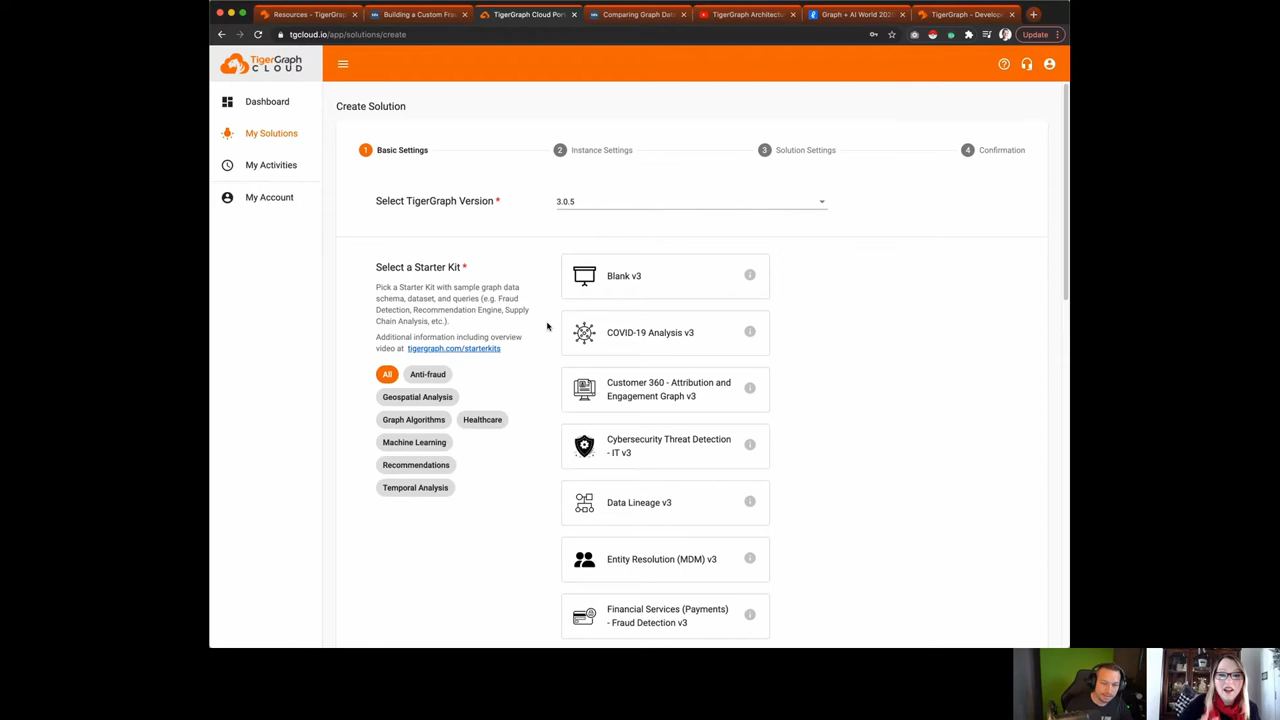 Resources - TigerGraph
Building a Custom Fra
TigerGraph Cloud Por
Comparing Graph Data
TigerGraph Architectu
Graph + AI World 202
TigerGraph – Develop
tgcloud.io/app/solutions/create
Update
TigerGraph
CLOUD
Dashboard
My Solutions
My Activities
My Account
Create Solution
1 Basic Settings
2 Instance Settings
3 Solution Settings
4 Confirmation
Select TigerGraph Version *
3.0.5
Select a Starter Kit *
Pick a Starter Kit with sample graph data
schema, dataset, and queries (e.g. Fraud
Detection, Recommendation Engine, Supply
Chain Analysis, etc.).
Additional information including overview
video at tigergraph.com/starterkits
All
Anti-fraud
Geospatial Analysis
Graph Algorithms
Healthcare
Machine Learning
Recommendations
Temporal Analysis
Blank v3
COVID-19 Analysis v3
Customer 360 - Attribution and
Engagement Graph v3
Cybersecurity Threat Detection
- IT v3
Data Lineage v3
Entity Resolution (MDM) v3
Financial Services (Payments)
- Fraud Detection v3